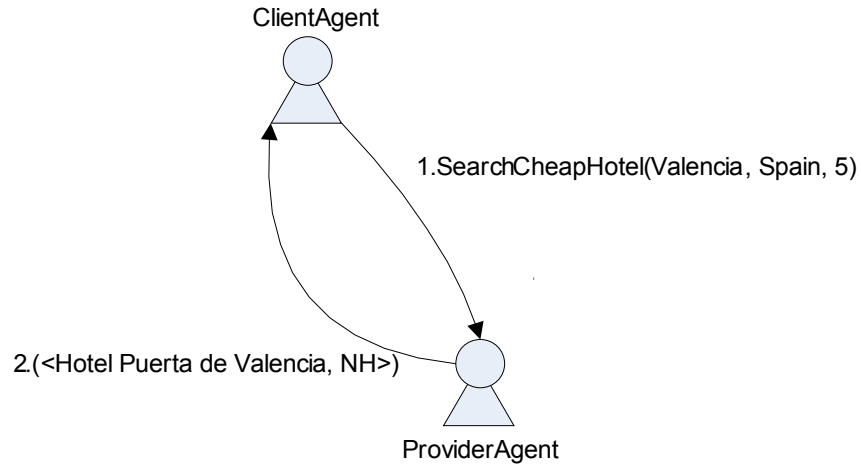 ClientAgent
1.SearchCheapHotel(Valencia, Spain, 5)
2.(<Hotel Puerta de Valencia, NH>)
ProviderAgent